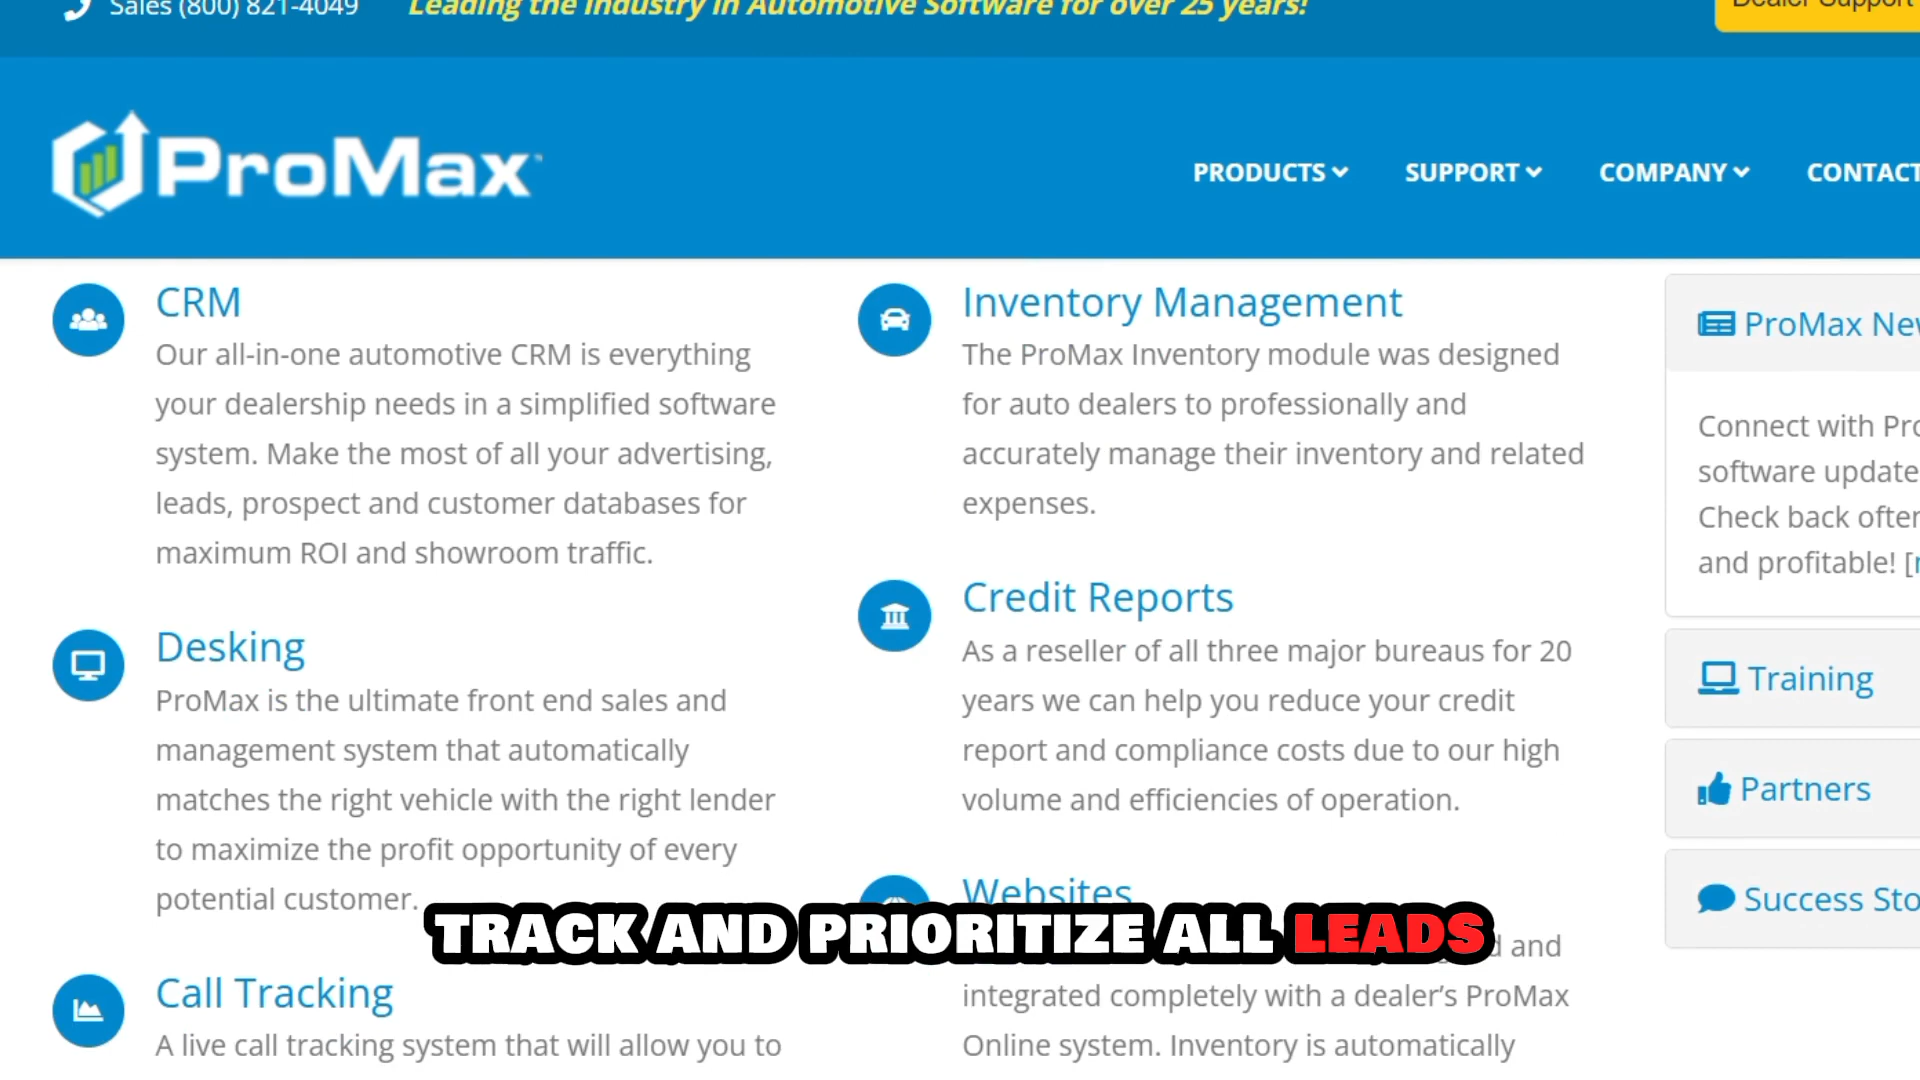 Sales (800) 821-4049
Leading the Industry in Automotive Software for over 25 years!
Dealer Support
ProMax
PRODUCTS
SUPPORT
COMPANY
CONTACT
CRM
Our all-in-one automotive CRM is everything
your dealership needs in a simplified software
system. Make the most of all your advertising,
leads, prospect and customer databases for
maximum ROI and showroom traffic.
Desking
ProMax is the ultimate front end sales and
management system that automatically
matches the right vehicle with the right lender
to maximize the profit opportunity of every
potential customer.
Call Tracking
A live call tracking system that will allow you to
Inventory Management
The ProMax Inventory module was designed
for auto dealers to professionally and
accurately manage their inventory and related
expenses.
Credit Reports
As a reseller of all three major bureaus for 20
years we can help you reduce your credit
report and compliance costs due to our high
volume and efficiencies of operation.
Websites
and
integrated completely with a dealer's ProMax
Online system. Inventory is automatically
ProMax
Connect with
software
Check back
and profitable!
Training
Partners
Success
TRACK AND PRIORITIZE ALL LEADS